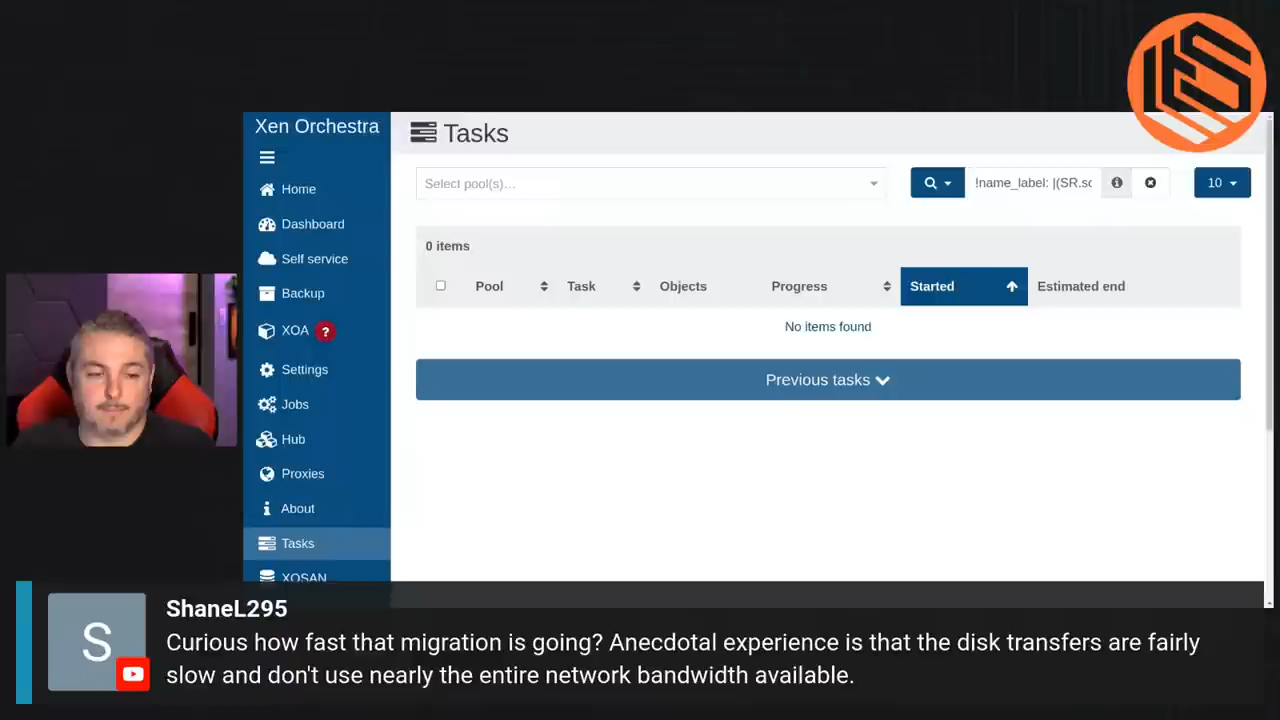 Xen Orchestra
Tasks
Home
Dashboard
Self service
Backup
XOA ?
Settings
Jobs
Hub
Proxies
About
Tasks
XOSAN
Select pool(s)...
!name_label: |(SR.sc
10
0 items
Pool
Task
Objects
Progress
Started
Estimated end
No items found
Previous tasks
S
ShaneL295
Curious how fast that migration is going? Anecdotal experience is that the disk transfers are fairly
slow and don't use nearly the entire network bandwidth available.